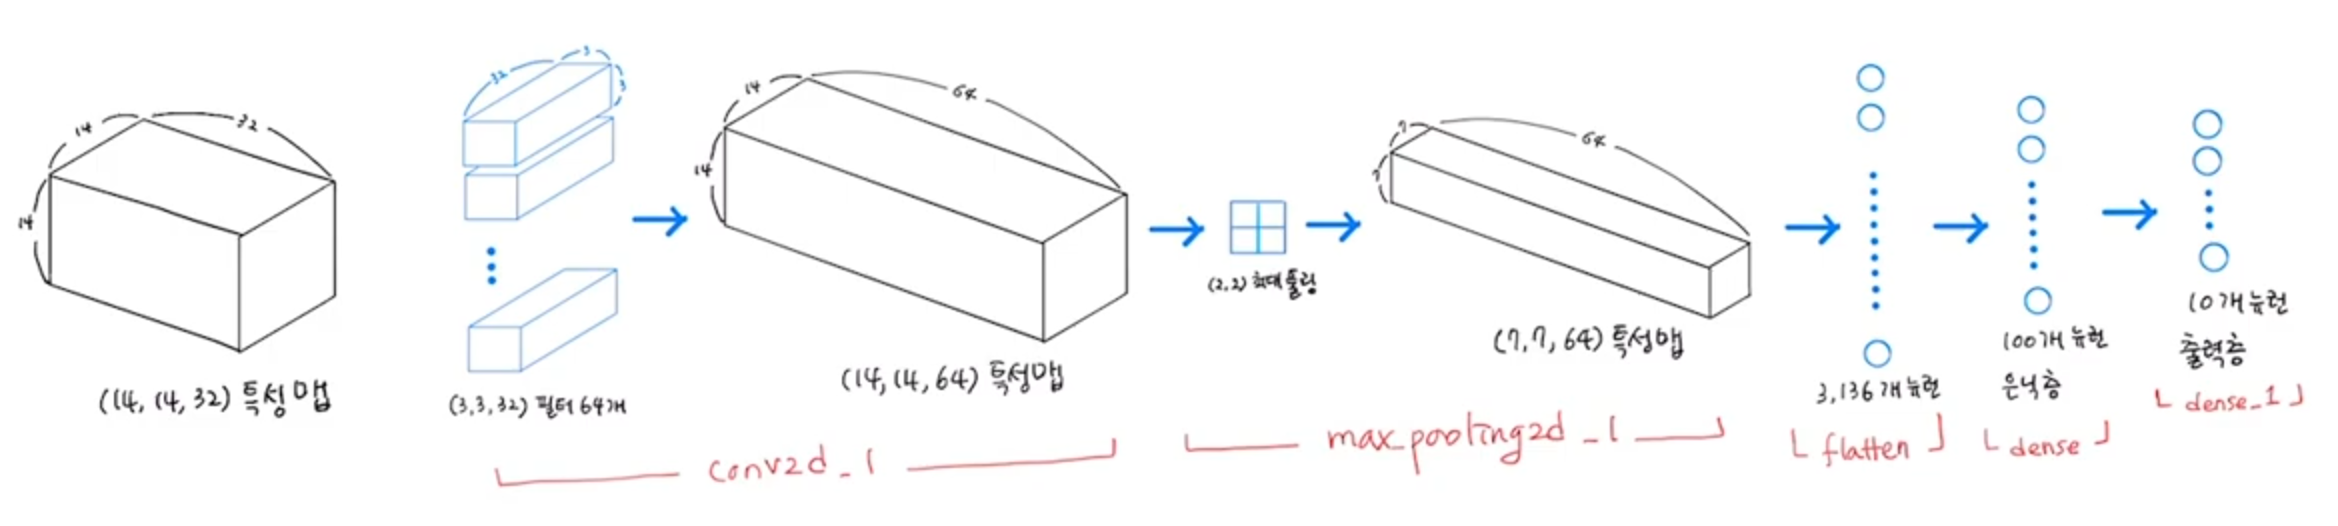 14
32
14
(14, 14, 32) 특성 맵
32
3
3
(3,3,32) 필터 64개
14
64
14
(14, 14, 64) 특성맵
conv2d_1
(2,2) 최대 풀링
7
64
7
(7, 7, 64) 특성맵
max_pooling2d_1
3,136개 뉴런
flatten
100개 뉴런
은닉층
dense
10개 뉴런
출력층
dense_1